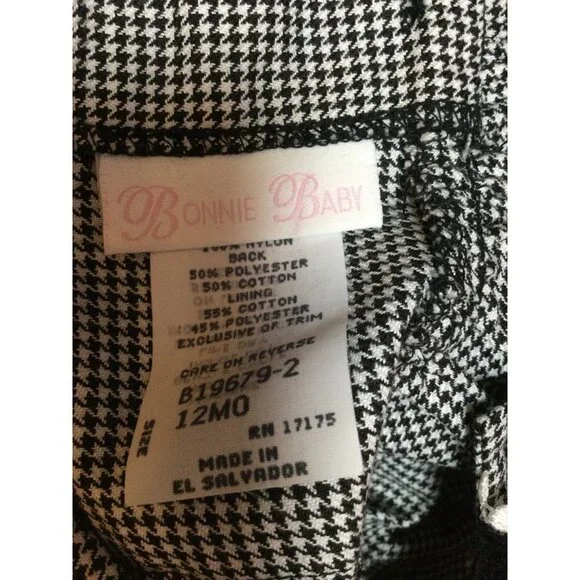 BONNIE BABY
100% NYLON
BACK
50% POLYESTER
50% COTTON
LINING
55% COTTON
45% POLYESTER
EXCLUSIVE OF TRIM
CARE ON REVERSE
B19679-2
SIZE 12MO
RN 17175
MADE IN
EL SALVADOR